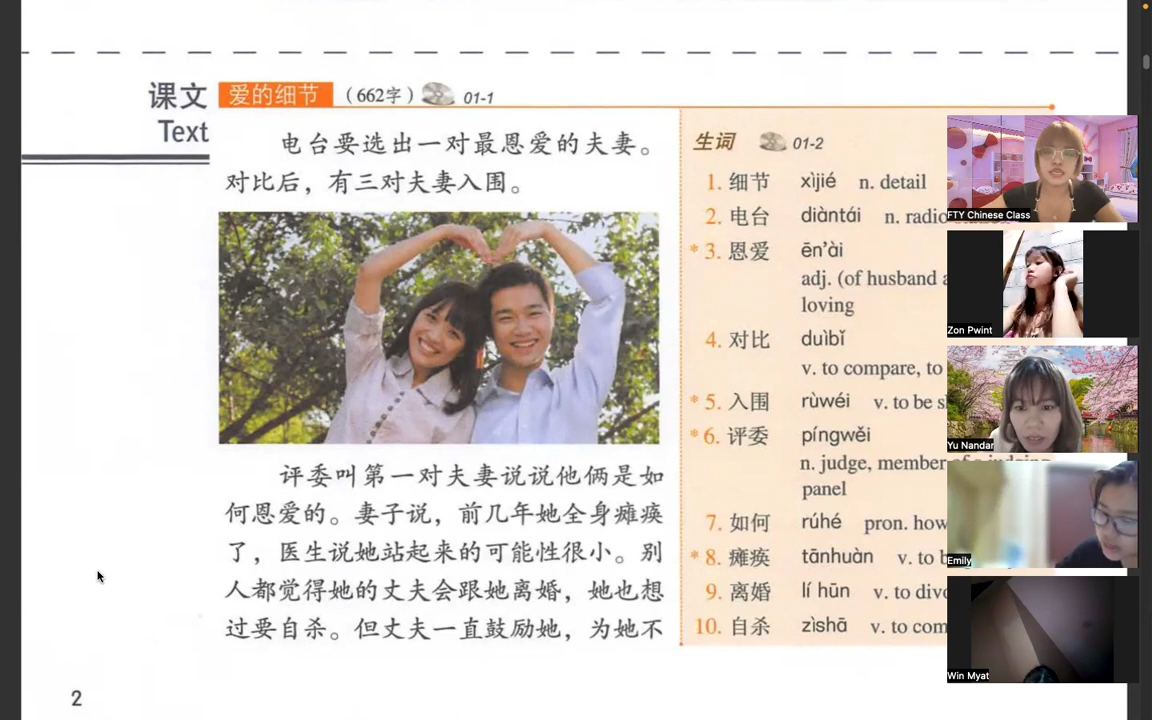 课文
Text
爱的细节
（662字）
01-1
电台要选出一对最恩爱的夫妻。
对比后，有三对夫妻入围。
评委叫第一对夫妻说说他俩是如
何恩爱的。妻子说，前几年她全身瘫痪
了，医生说她站起来的可能性很小。别
人都觉得她的丈夫会跟她离婚，她也想
过要自杀。但丈夫一直鼓励她，为她不
2
生词
01-2
1. 细节 xìjié n. detail
2. 电台 diàntái n. radio
* 3. 恩爱 ēn'ài
adj. (of husband
loving
4. 对比 duìbǐ
v. to compare, to
* 5. 入围 rùwéi v. to be
* 6. 评委 píngwěi
n. judge, member
panel
7. 如何 rúhé pron. how
* 8. 瘫痪 tānhuàn v. to
9. 离婚 lí hūn v. to
10. 自杀 zìshā v. to
FTY Chinese Class
Zon Pwint
Yu Nandar
Emily
Win Myat